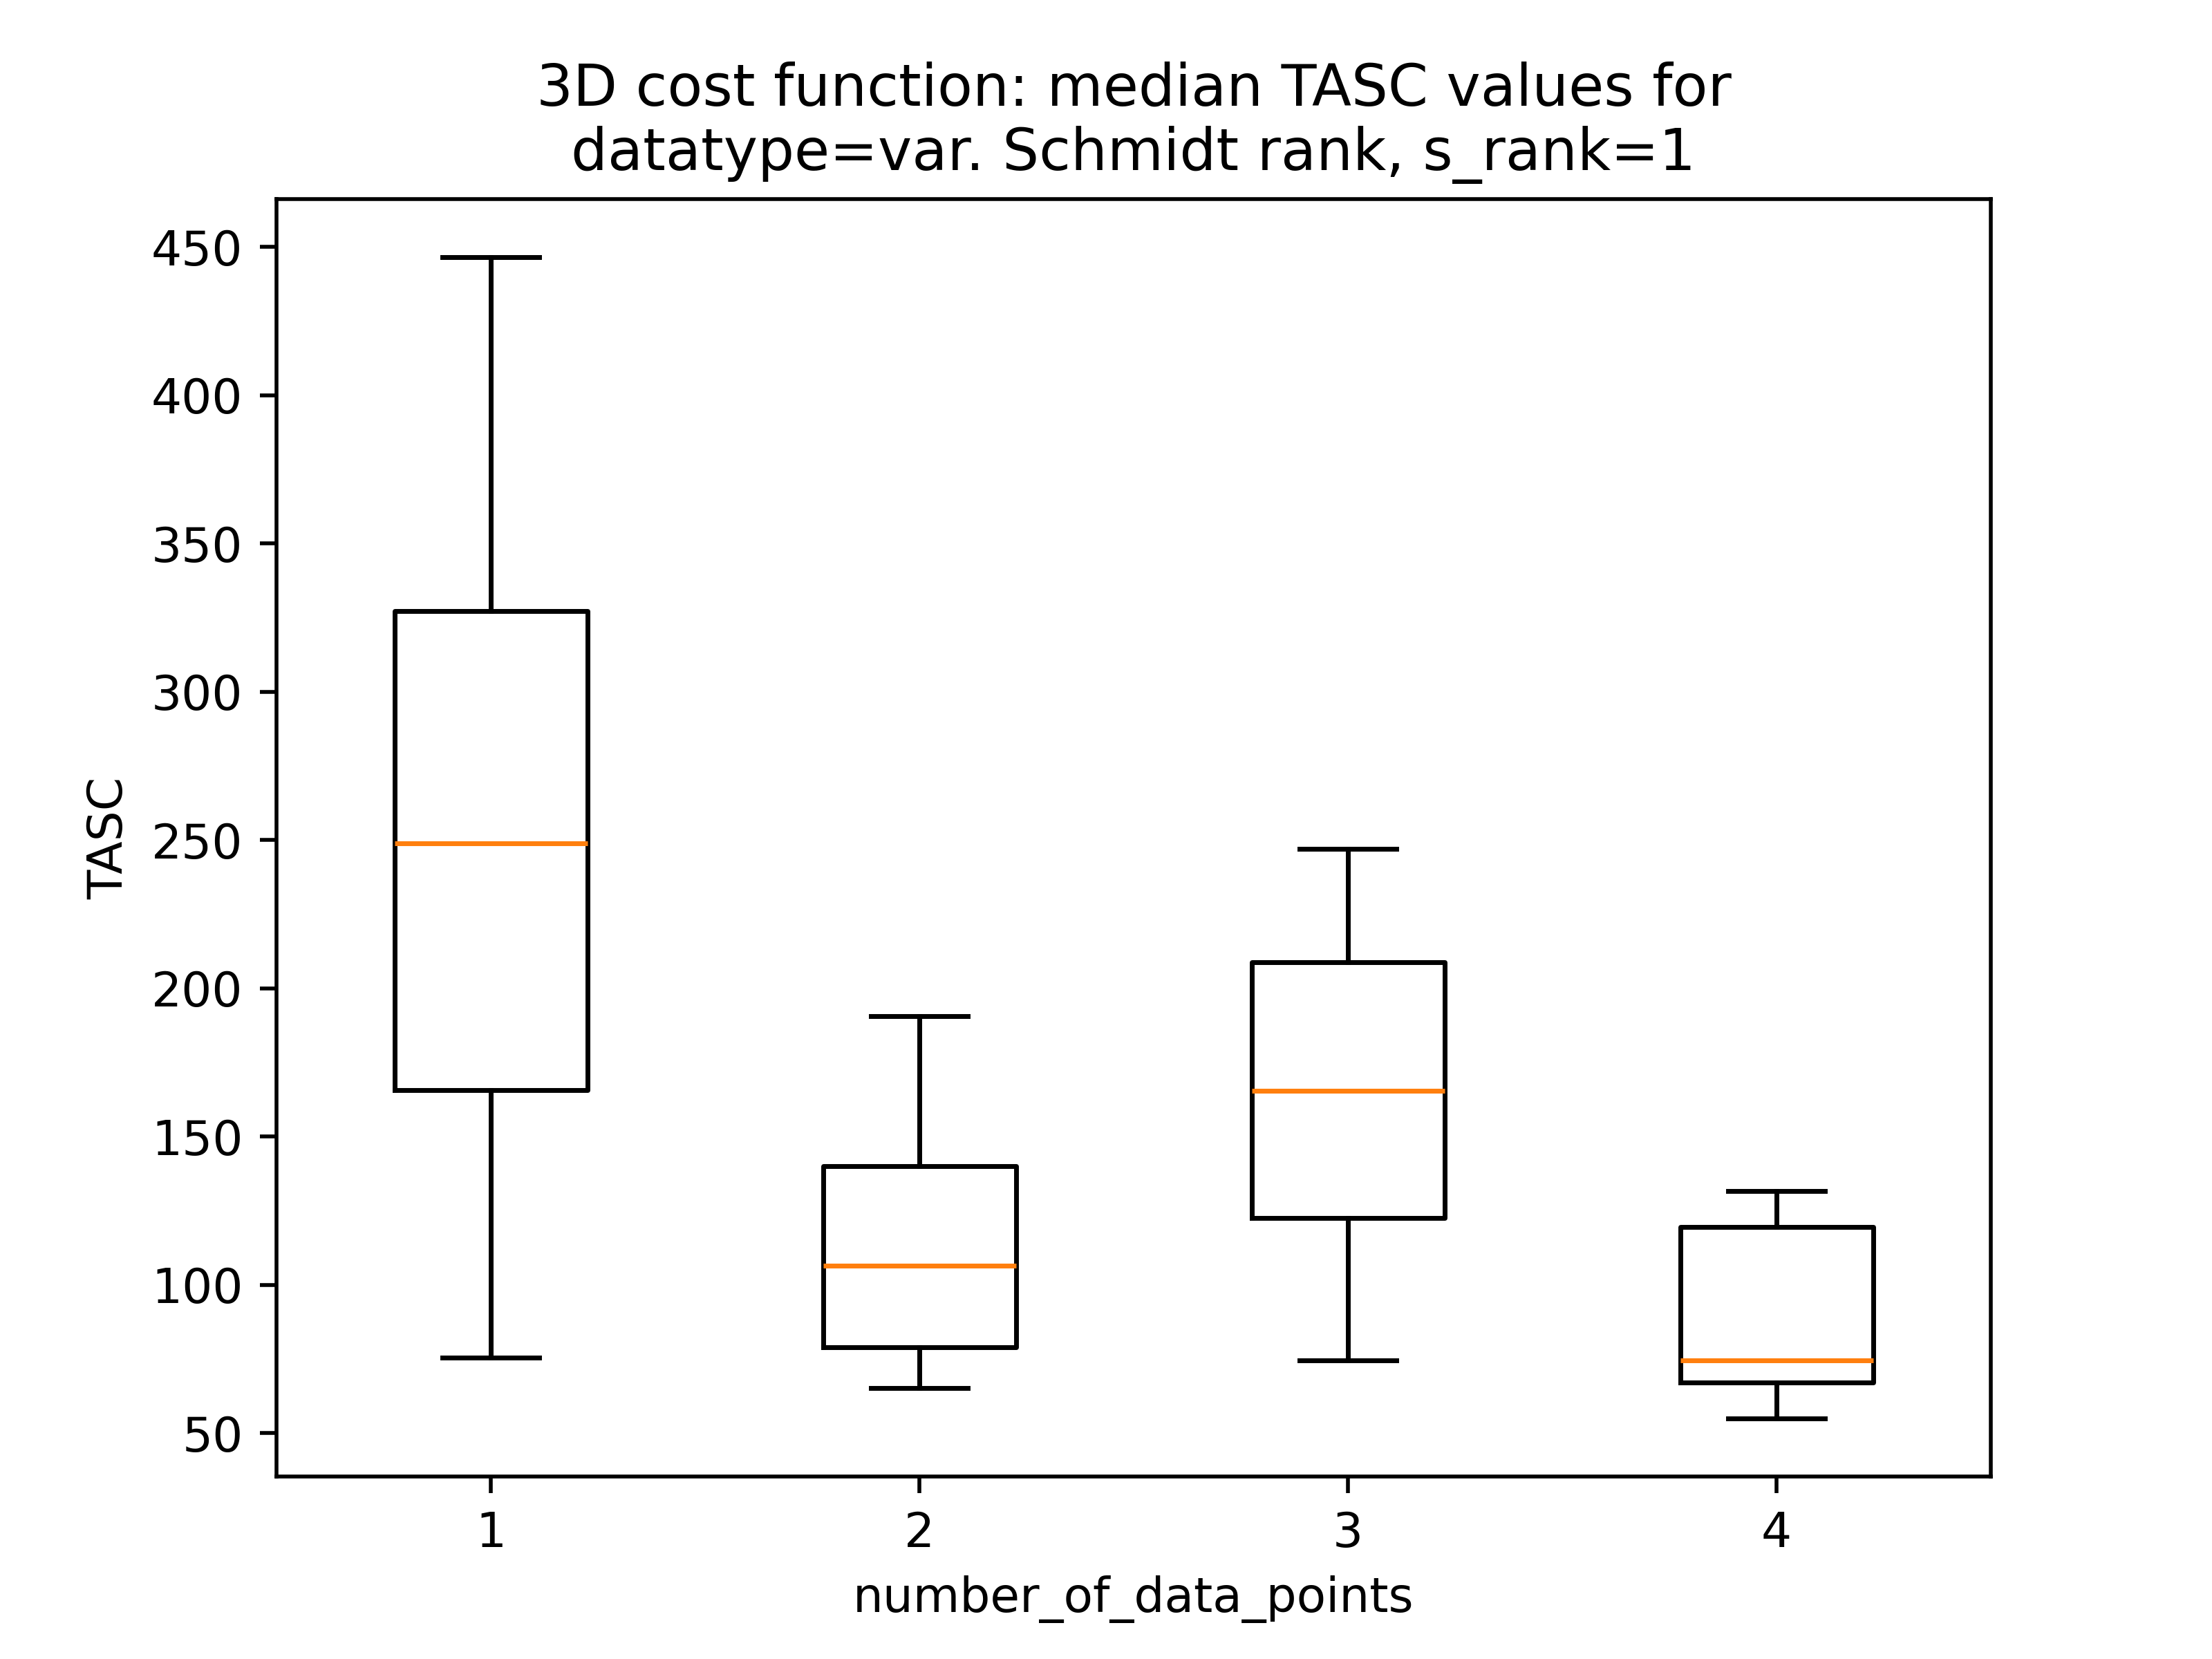 3D cost function: median TASC values for
datatype=var. Schmidt rank, s_rank=1
TASC
450
400
350
300
250
200
150
100
50
1 2 3 4
number_of_data_points